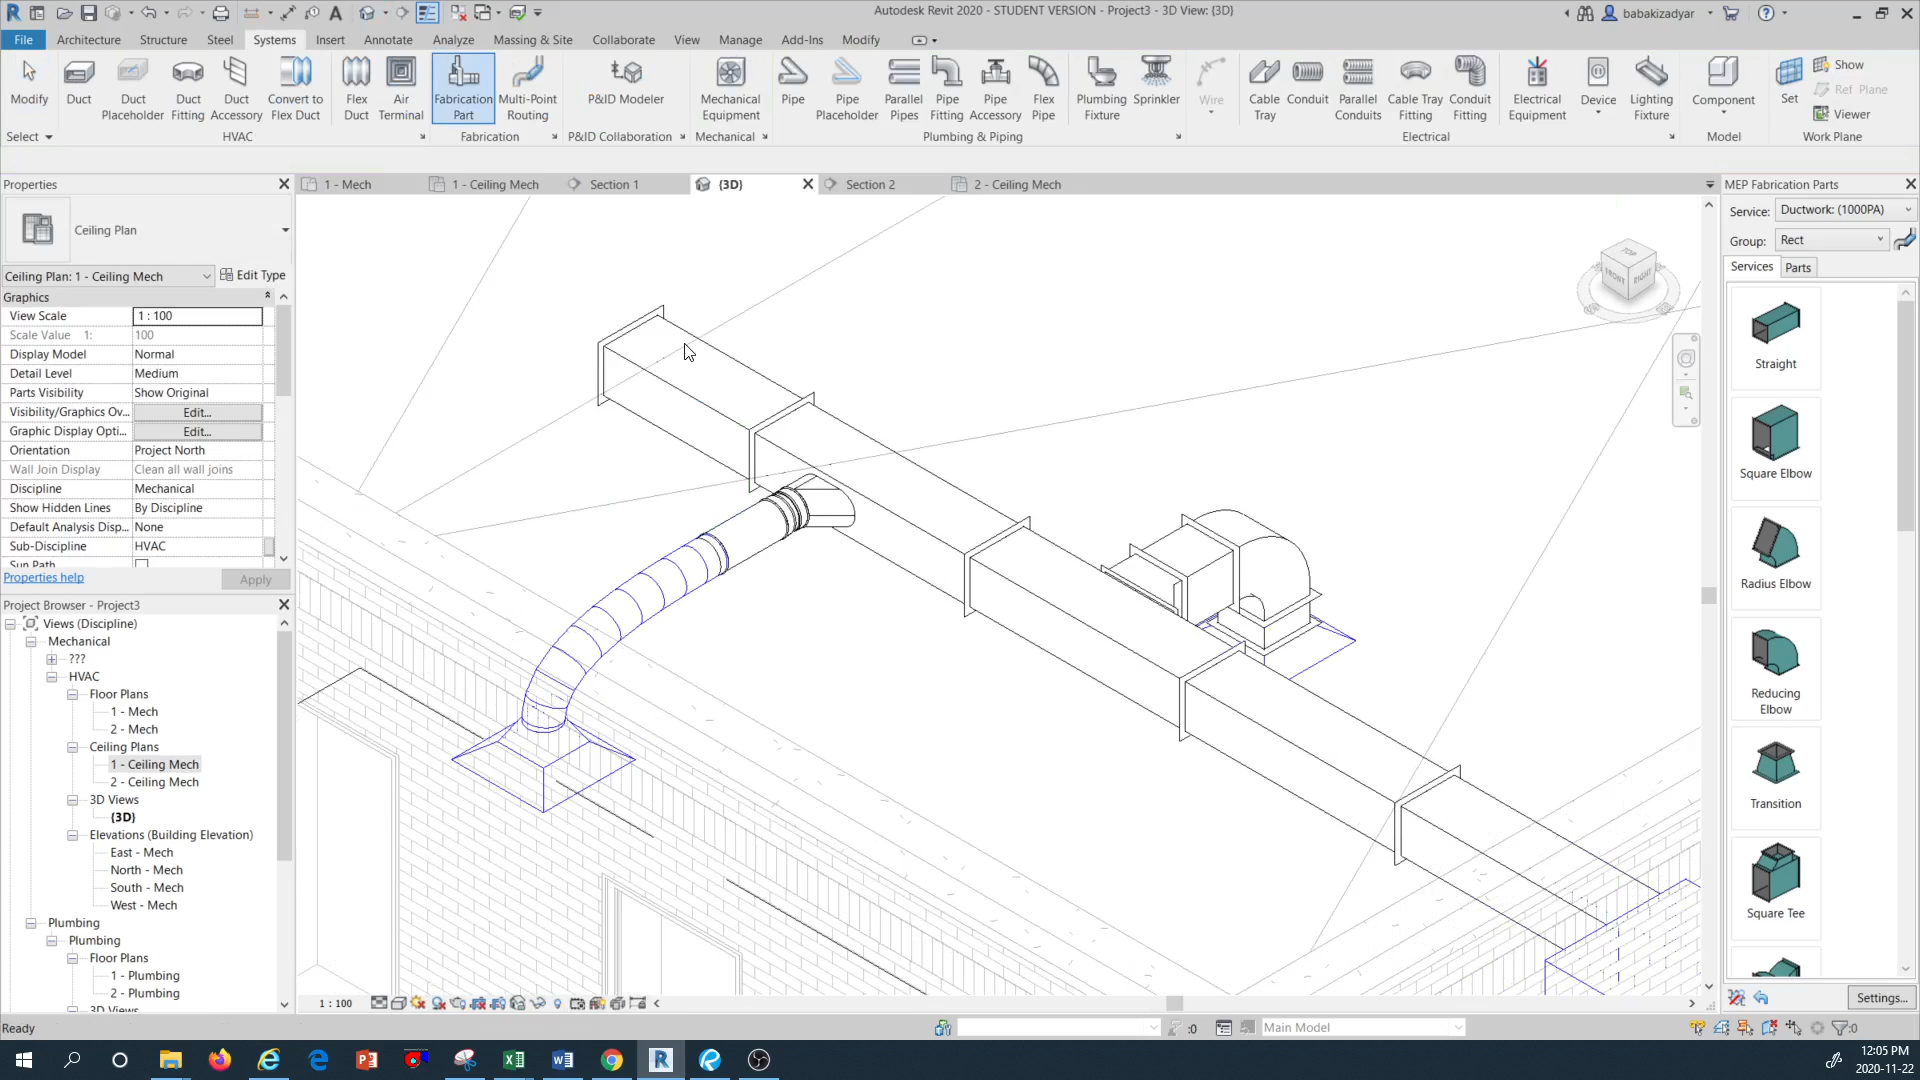 Autodesk Revit 2020 - STUDENT VERSION - Project3 - 3D View: {3D}
babakizadyar
File Architecture Structure Steel Systems Insert Annotate Analyze Massing & Site Collaborate View Manage Add-Ins Modify
Modify
Duct
Duct Placeholder
Duct Fitting
Duct Accessory
Convert to Flex Duct
Flex Duct
Air Terminal
Fabrication Part
Multi-Point Routing
P&ID Modeler
Mechanical Equipment
Pipe
Pipe Placeholder
Parallel Pipes
Pipe Fitting
Pipe Accessory
Flex Pipe
Plumbing Fixture
Sprinkler
Wire
Cable Tray
Conduit
Parallel Conduits
Cable Tray Fitting
Conduit Fitting
Electrical Equipment
Device
Lighting Fixture
Component
Set
Show
Ref Plane
Viewer
Select HVAC Fabrication P&ID Collaboration Mechanical Plumbing & Piping Electrical Model Work Plane
Properties
1 - Mech
1 - Ceiling Mech
Section 1
{3D}
Section 2
2 - Ceiling Mech
Ceiling Plan
Ceiling Plan: 1 - Ceiling Mech
Edit Type
Graphics
View Scale 1 : 100
Scale Value 1: 100
Display Model Normal
Detail Level Medium
Parts Visibility Show Original
Visibility/Graphics Ov... Edit...
Graphic Display Opti... Edit...
Orientation Project North
Wall Join Display Clean all wall joins
Discipline Mechanical
Show Hidden Lines By Discipline
Default Analysis Disp... None
Sub-Discipline HVAC
Sun Path
Properties help
Apply
Project Browser - Project3
Views (Discipline)
Mechanical
???
HVAC
Floor Plans
1 - Mech
2 - Mech
Ceiling Plans
1 - Ceiling Mech
2 - Ceiling Mech
3D Views
{3D}
Elevations (Building Elevation)
East - Mech
North - Mech
South - Mech
West - Mech
Plumbing
Plumbing
Floor Plans
1 - Plumbing
2 - Plumbing
3D Views
TOP
FRONT
RIGHT
MEP Fabrication Parts
Service: Ductwork: (1000PA)
Group: Rect
Services Parts
Straight
Square Elbow
Radius Elbow
Reducing Elbow
Transition
Square Tee
Settings...
1 : 100
Ready
:0
Main Model
:0
12:05 PM
2020-11-22